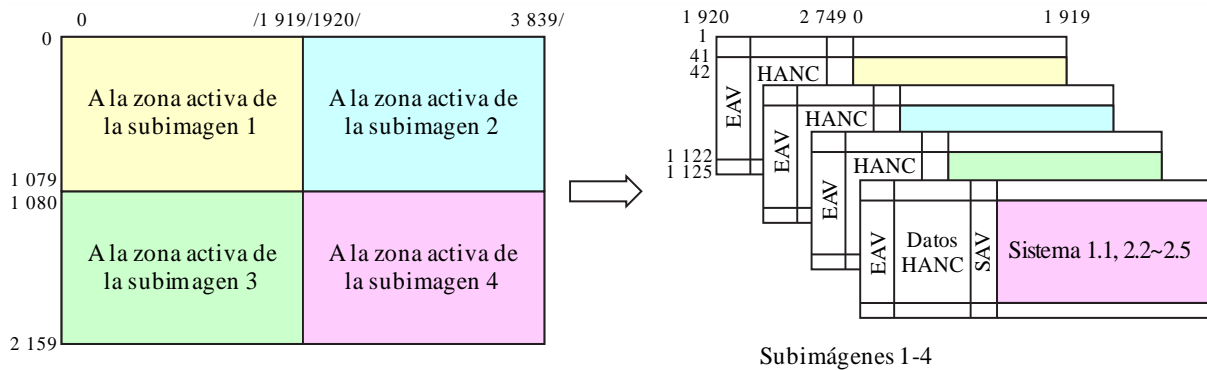 0 /1 919/1920/ 3 839/
0
A la zona activa de
la subimagen 1
A la zona activa de
la subimagen 2
1 079
1 080
A la zona activa de
la subimagen 3
A la zona activa de
la subimagen 4
2 159
1 920 2 749 0 1 919
1
41
42
1 122
1 125
EAV
HANC
EAV
HANC
EAV
HANC
EAV
Datos
HANC
SAV
Sistema 1.1, 2.2~2.5
Subimágenes 1-4